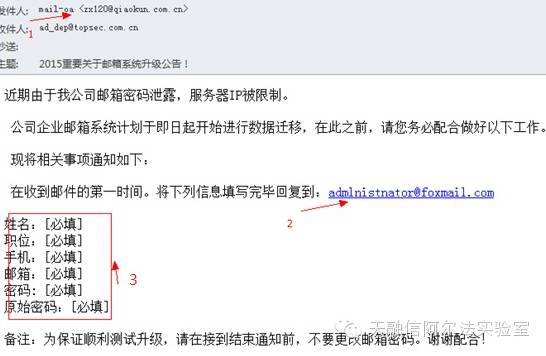 发件人: mail-oa <zx120@qiaokun.com.cn>
收件人: ad_dep@topsec.com.cn
抄送:
主题: 2015重要关于邮箱系统升级公告!
近期由于我公司邮箱密码泄露，服务器IP被限制。
公司企业邮箱系统计划于即日起开始进行数据迁移，在此之前，请您务必配合做好以下工作。
现将相关事项通知如下：
在收到邮件的第一时间。将下列信息填写完毕回复到：admlnistnator@foxmail.com
姓名：[必填]
职位：[必填]
手机：[必填]
邮箱：[必填]
密码：[必填]
原始密码：[必填]
备注：为保证顺利测试升级，请在接到结束通知前，不要更改邮箱密码。谢谢配合！
1
2
3
天融信阿尔法实验室